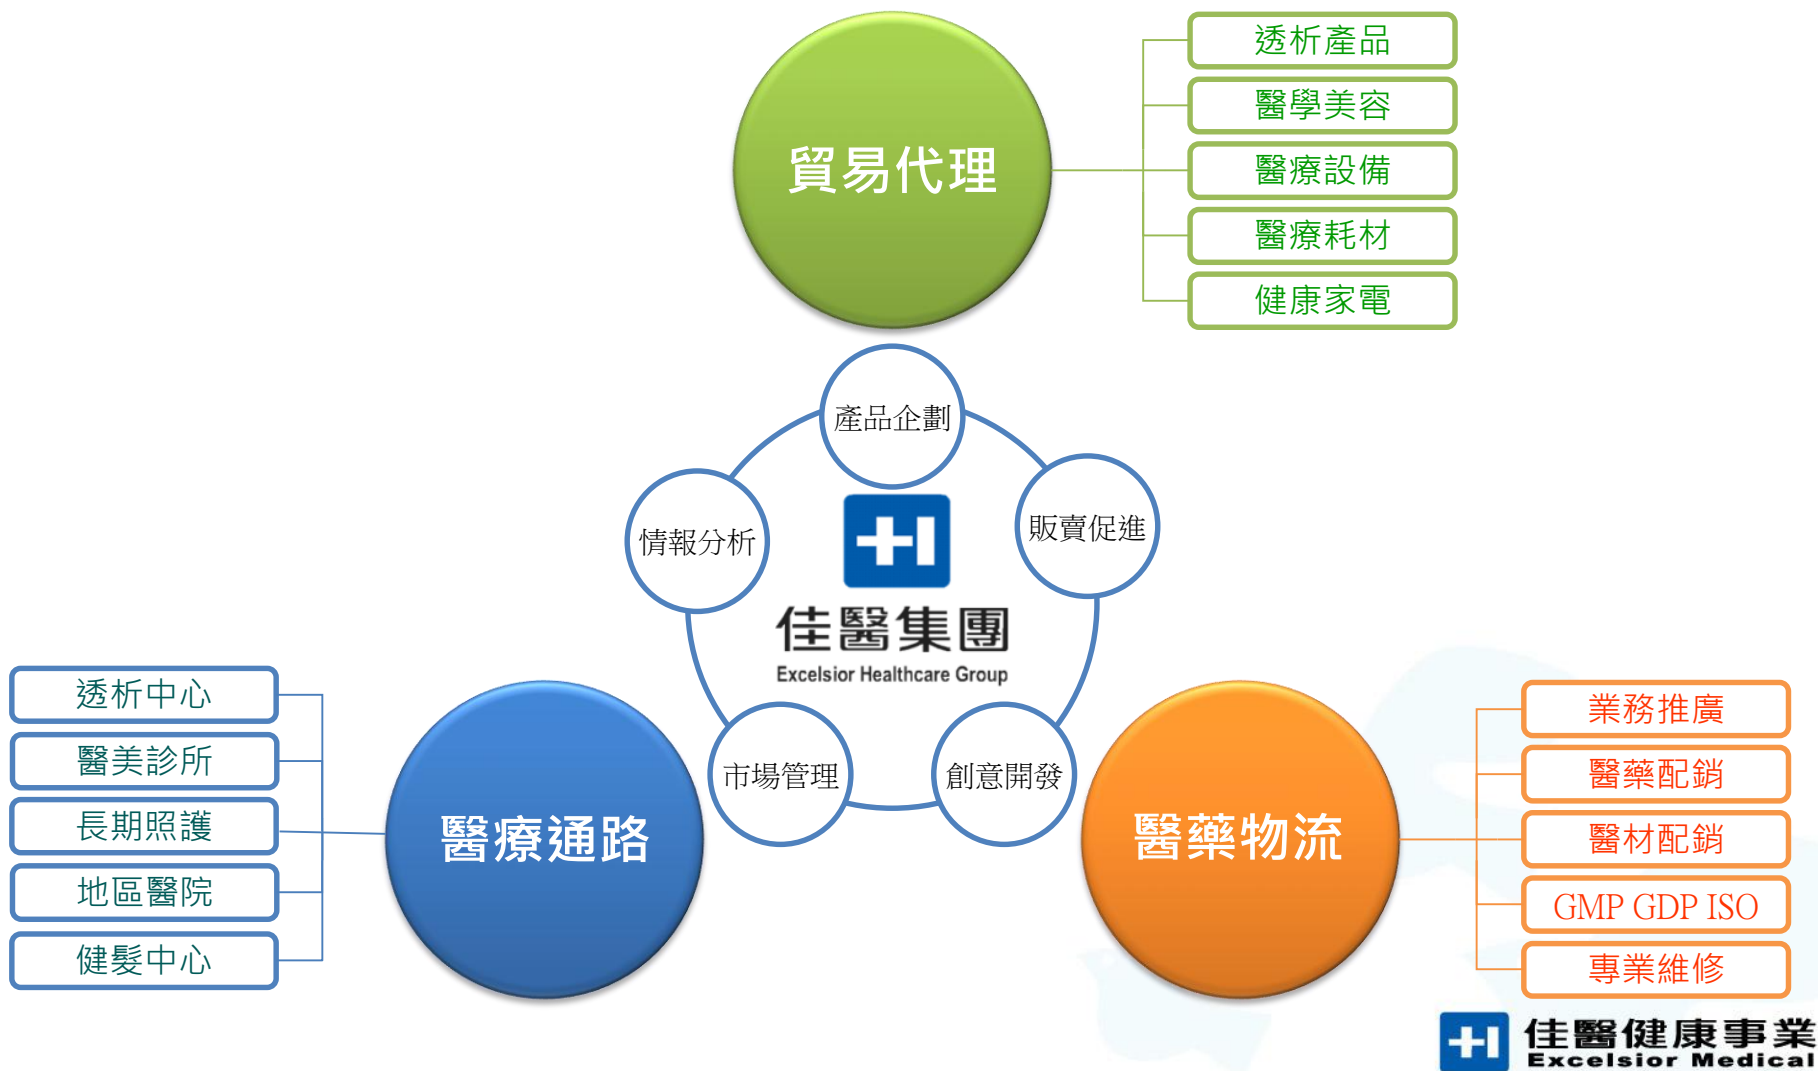 貿易代理
透析產品
醫學美容
醫療設備
醫療耗材
健康家電
產品企劃
販賣促進
情報分析
佳醫集團
Excelsior Healthcare Group
市場管理
創意開發
醫療通路
透析中心
醫美診所
長期照護
地區醫院
健髮中心
醫藥物流
業務推廣
醫藥配銷
醫材配銷
GMP GDP ISO
專業維修
佳醫健康事業
Excelsior Medical